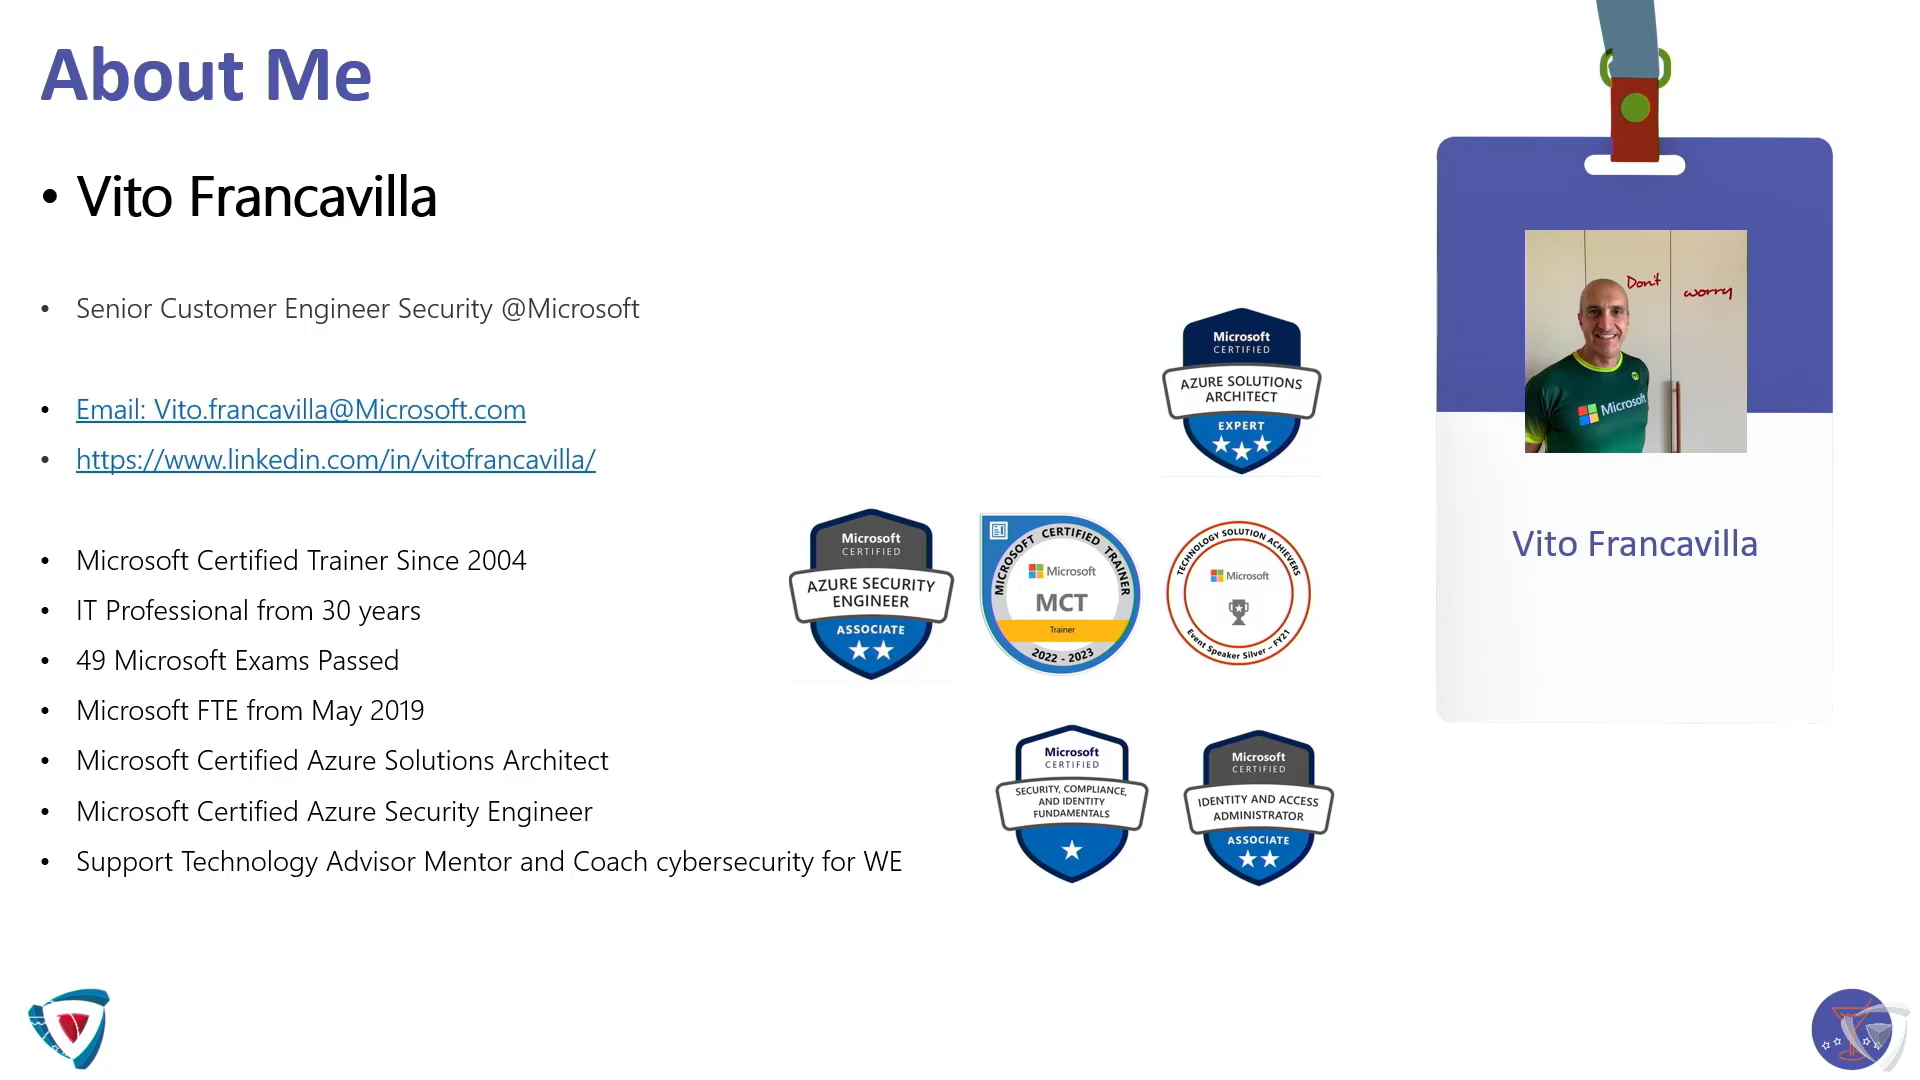 About Me
• Vito Francavilla
• Senior Customer Engineer Security @Microsoft
• Email: Vito.francavilla@Microsoft.com
• https://www.linkedin.com/in/vitofrancavilla/
• Microsoft Certified Trainer Since 2004
• IT Professional from 30 years
• 49 Microsoft Exams Passed
• Microsoft FTE from May 2019
• Microsoft Certified Azure Solutions Architect
• Microsoft Certified Azure Security Engineer
• Support Technology Advisor Mentor and Coach cybersecurity for WE
Microsoft
CERTIFIED
AZURE SOLUTIONS
ARCHITECT
EXPERT
Microsoft
CERTIFIED
AZURE SECURITY
ENGINEER
ASSOCIATE
MICROSOFT CERTIFIED TRAINER
Microsoft
MCT
Trainer
2022 - 2023
TECHNOLOGY SOLUTION ACHIEVERS
Microsoft
Event Speaker Silver – FY21
Microsoft
CERTIFIED
SECURITY, COMPLIANCE,
AND IDENTITY
FUNDAMENTALS
Microsoft
CERTIFIED
IDENTITY AND ACCESS
ADMINISTRATOR
ASSOCIATE
Don't worry
Microsoft
Vito Francavilla